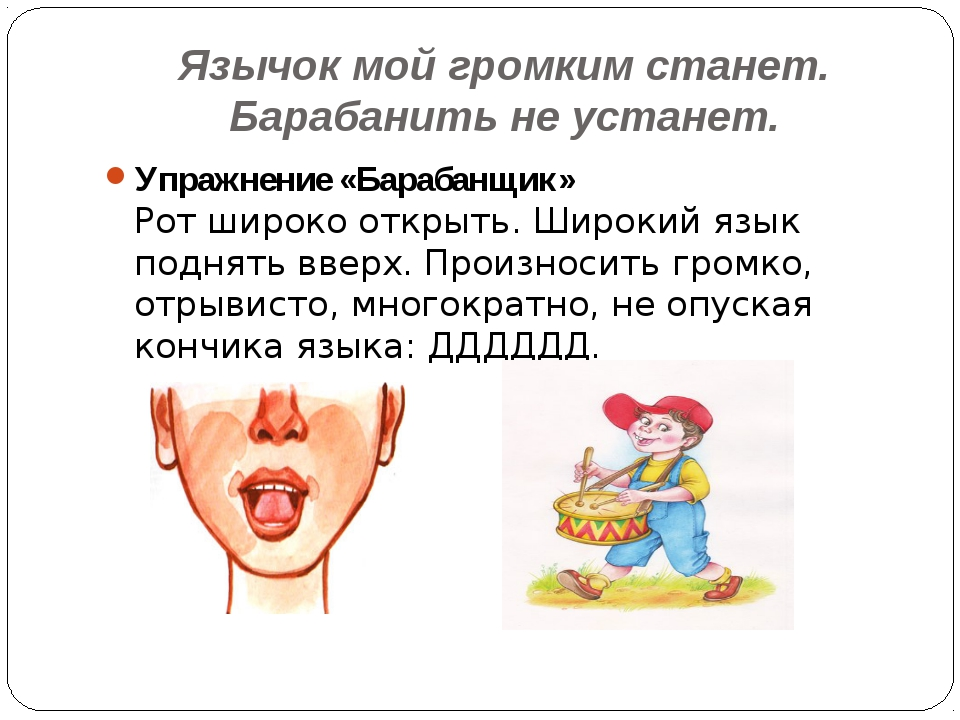 Язычок мой громким станет.
Барабанить не устанет.
Упражнение «Барабанщик»
Рот широко открыть. Широкий язык
поднять вверх. Произносить громко,
отрывисто, многократно, не опуская
кончика языка: ДДДДДД.